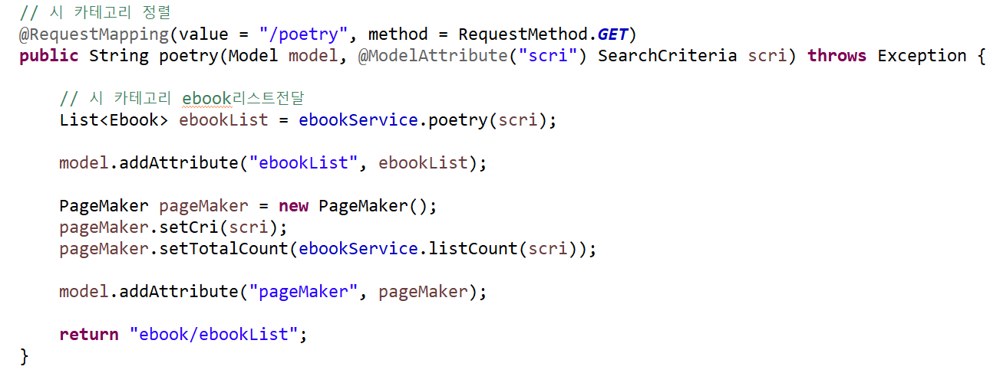 // 시 카테고리 정렬
@RequestMapping(value = "/poetry", method = RequestMethod.GET)
public String poetry(Model model, @ModelAttribute("scri") SearchCriteria scri) throws Exception {
// 시 카테고리 ebook리스트전달
List<Ebook> ebookList = ebookService.poetry(scri);
model.addAttribute("ebookList", ebookList);
PageMaker pageMaker = new PageMaker();
pageMaker.setCri(scri);
pageMaker.setTotalCount(ebookService.listCount(scri));
model.addAttribute("pageMaker", pageMaker);
return "ebook/ebookList";
}